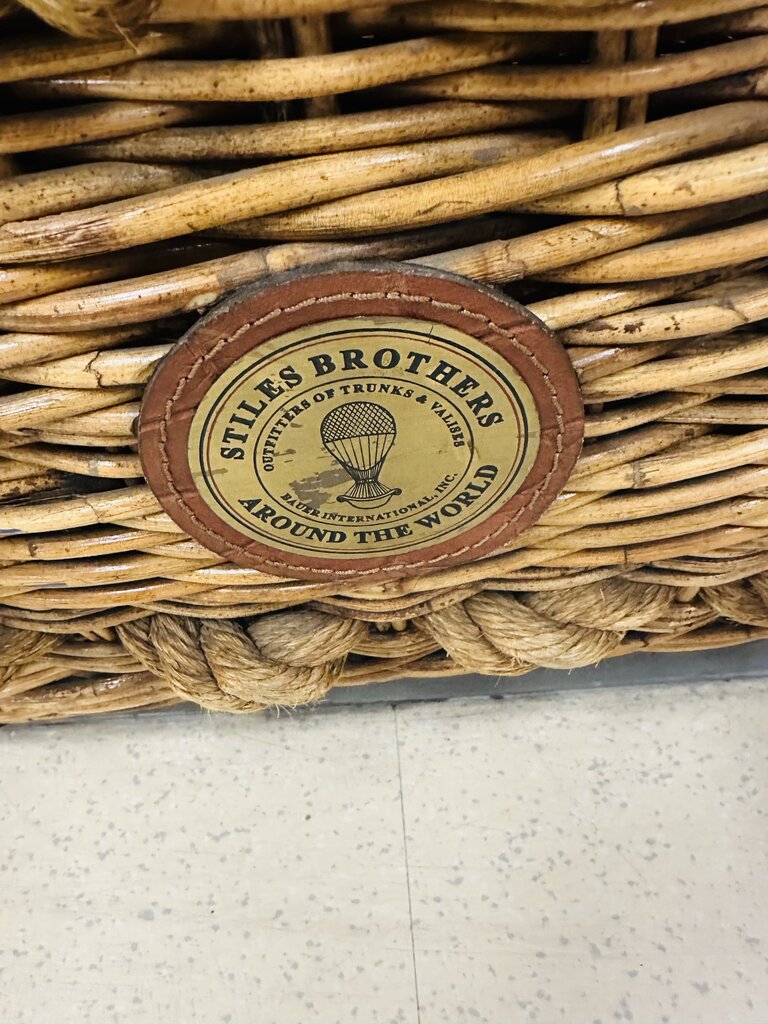 STILES BROTHERS
OUTFITTERS OF TRUNKS & VALISES
BAUER INTERNATIONAL, INC.
AROUND THE WORLD